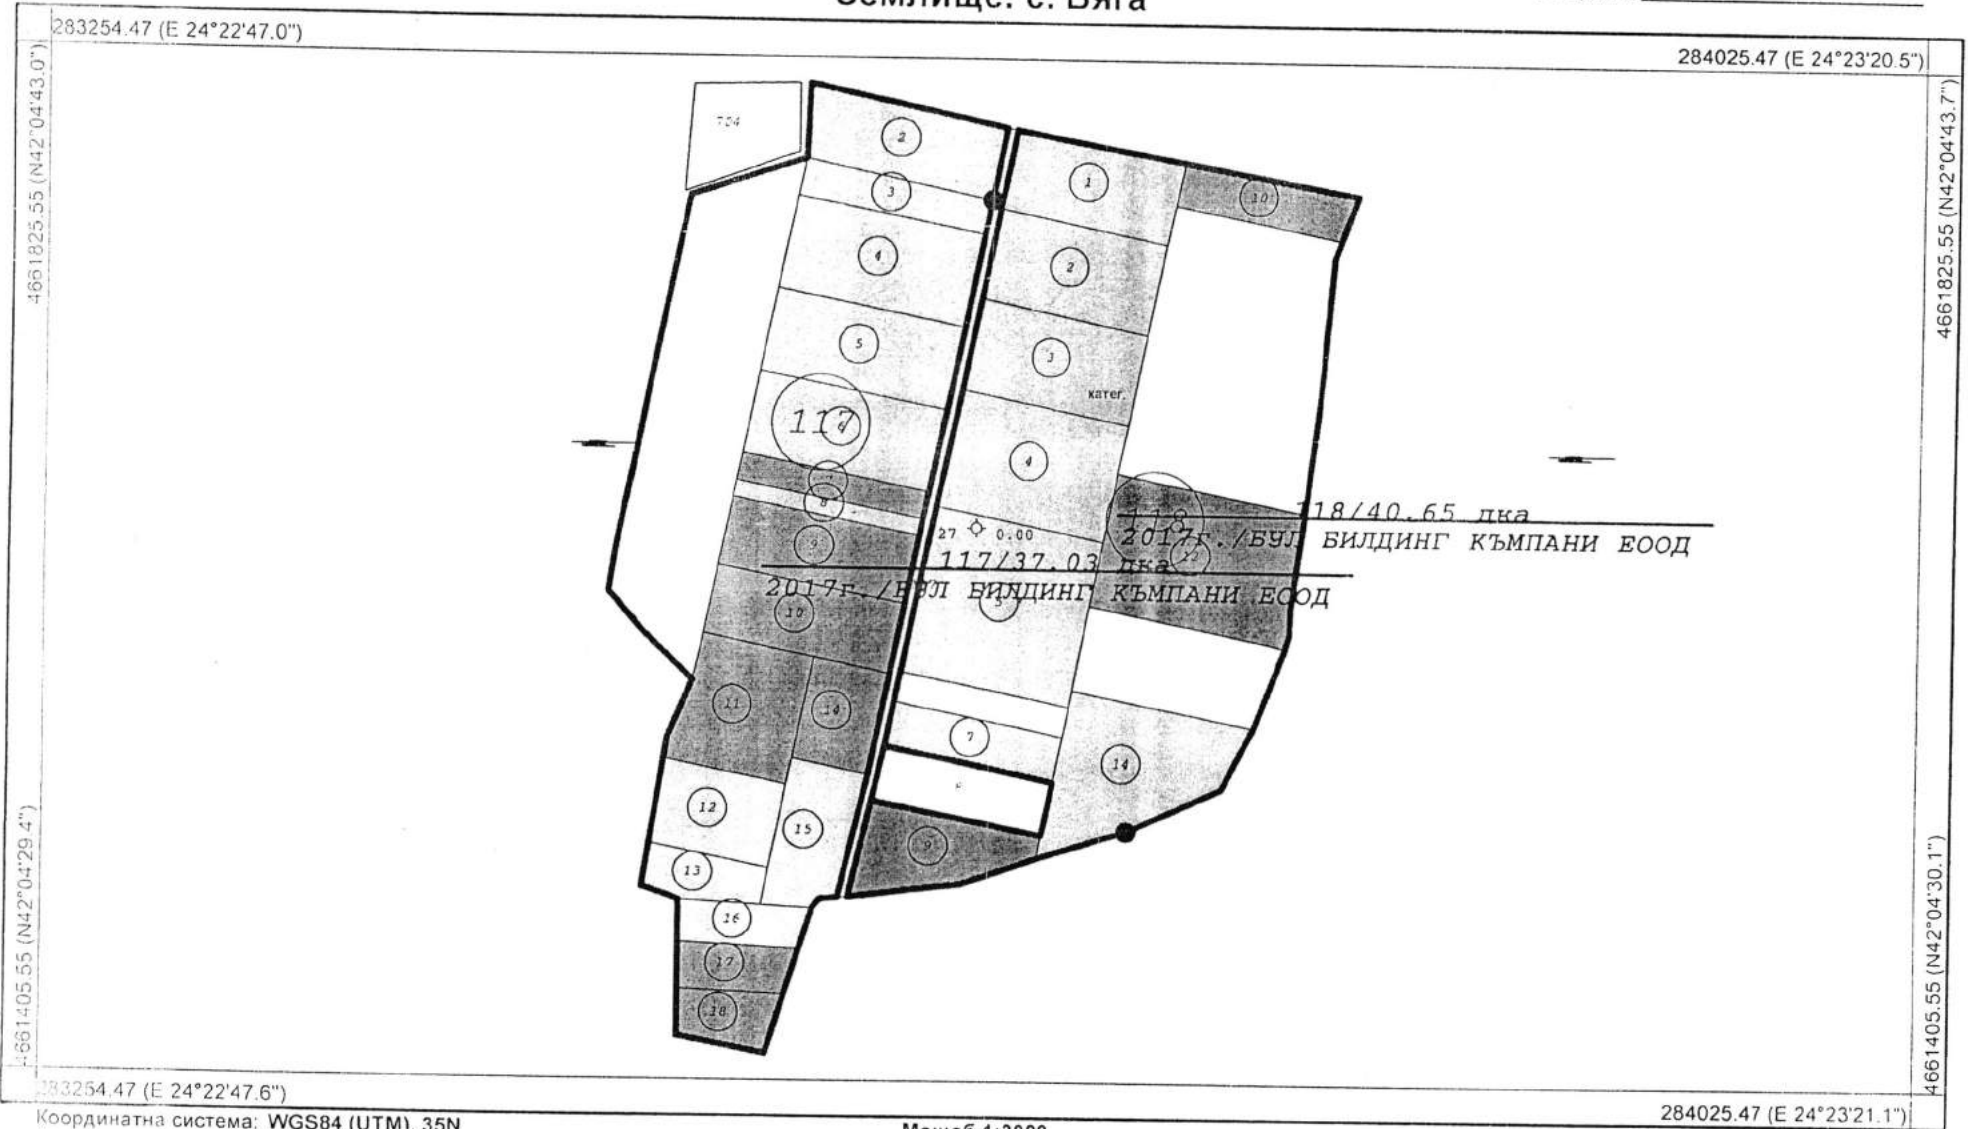 Землище: с. Бяга
283254.47 (E 24°22'47.0")
284025.47 (E 24°23'20.5")
4661825.55 (N42°04'43.0")
4661825.55 (N42°04'43.7")
704
2
3
4
5
117
6
7
8
9
10
11
14
12
15
13
16
17
18
1
10
2
3
катег.
4
118
118/40.65 дка
2017г./БУЛ БИЛДИНГ КЪМПАНИ ЕООД
12
27 0.00
117/37.03 дка
2017г./БУЛ БИЛДИНГ КЪМПАНИ ЕООД
5
7
14
9
4661405.55 (N42°04'29.4")
4661405.55 (N42°04'30.1")
283254.47 (E 24°22'47.6")
284025.47 (E 24°23'21.1")
Координатна система: WGS84 (UTM), 35N